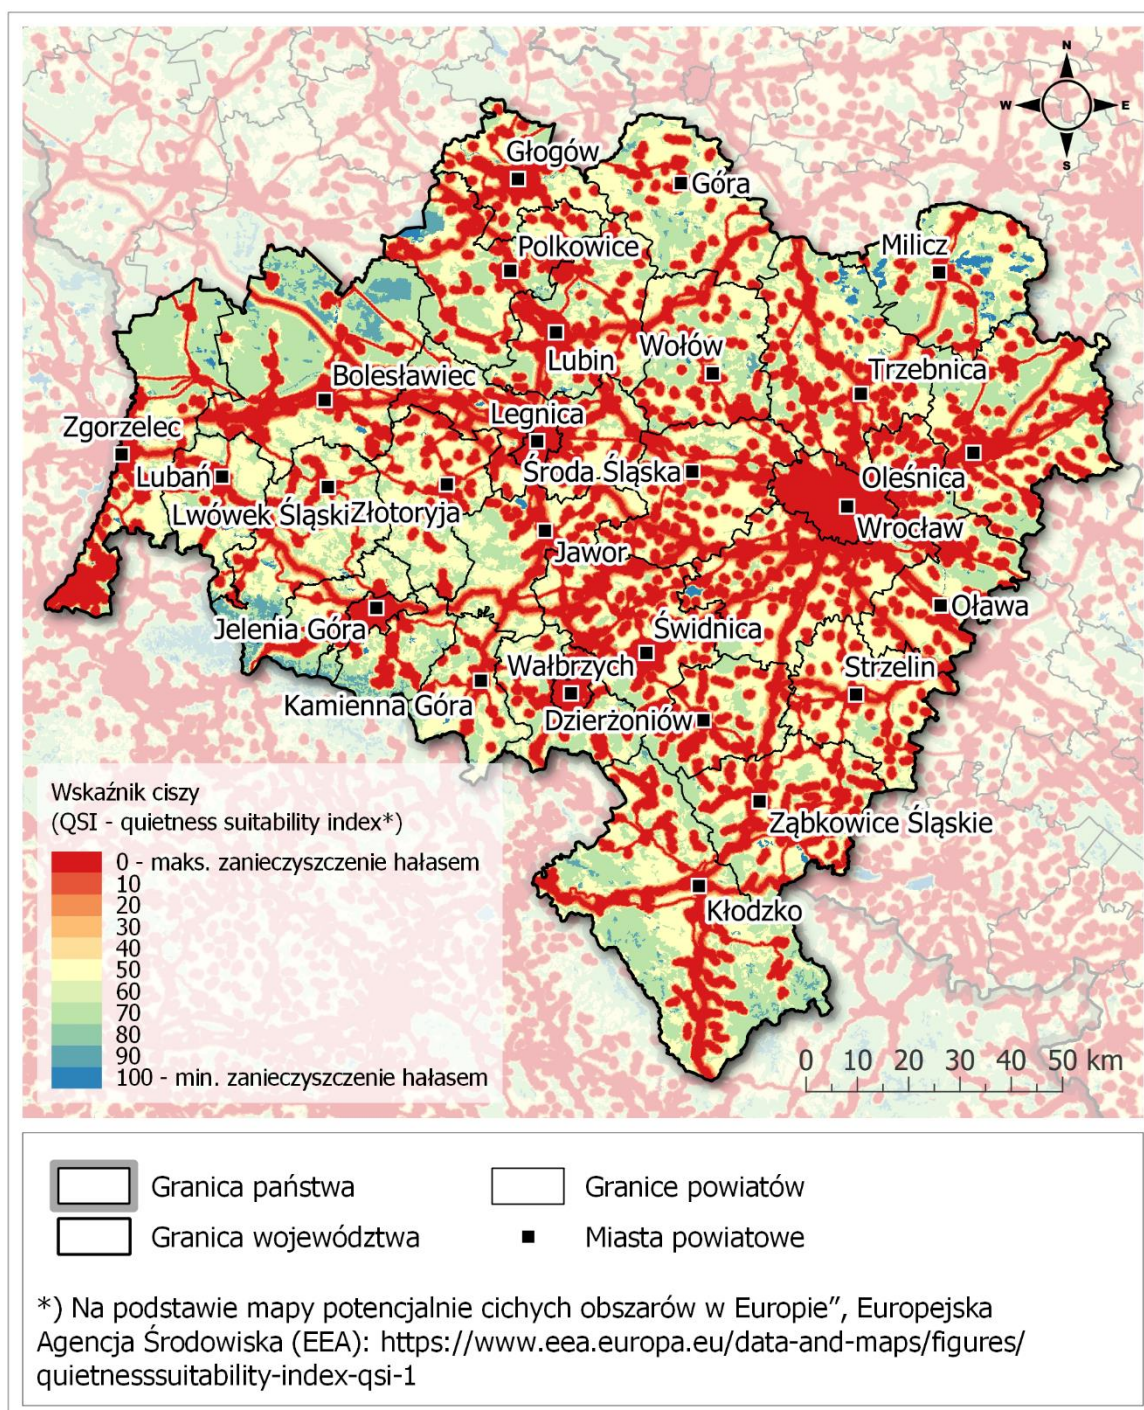 N
W
E
S
Głogów
Góra
Polkowice
Milicz
Lubin
Wołów
Trzebnica
Bolesławiec
Legnica
Zgorzelec
Lubań
Środa Śląska
Oleśnica
Lwówek Śląski
Złotoryja
Wrocław
Jawor
Oława
Jelenia Góra
Świdnica
Wałbrzych
Strzelin
Kamienna Góra
Dzierżoniów
Ząbkowice Śląskie
Kłodzko
Wskaźnik ciszy
(QSI - quietness suitability index*)
0 - maks. zanieczyszczenie hałasem
10
20
30
40
50
60
70
80
90
100 - min. zanieczyszczenie hałasem
0 10 20 30 40 50 km
Granica państwa
Granice powiatów
Granica województwa
Miasta powiatowe
*) Na podstawie mapy potencjalnie cichych obszarów w Europie”, Europejska
Agencja Środowiska (EEA): https://www.eea.europa.eu/data-and-maps/figures/
quietnesssuitability-index-qsi-1